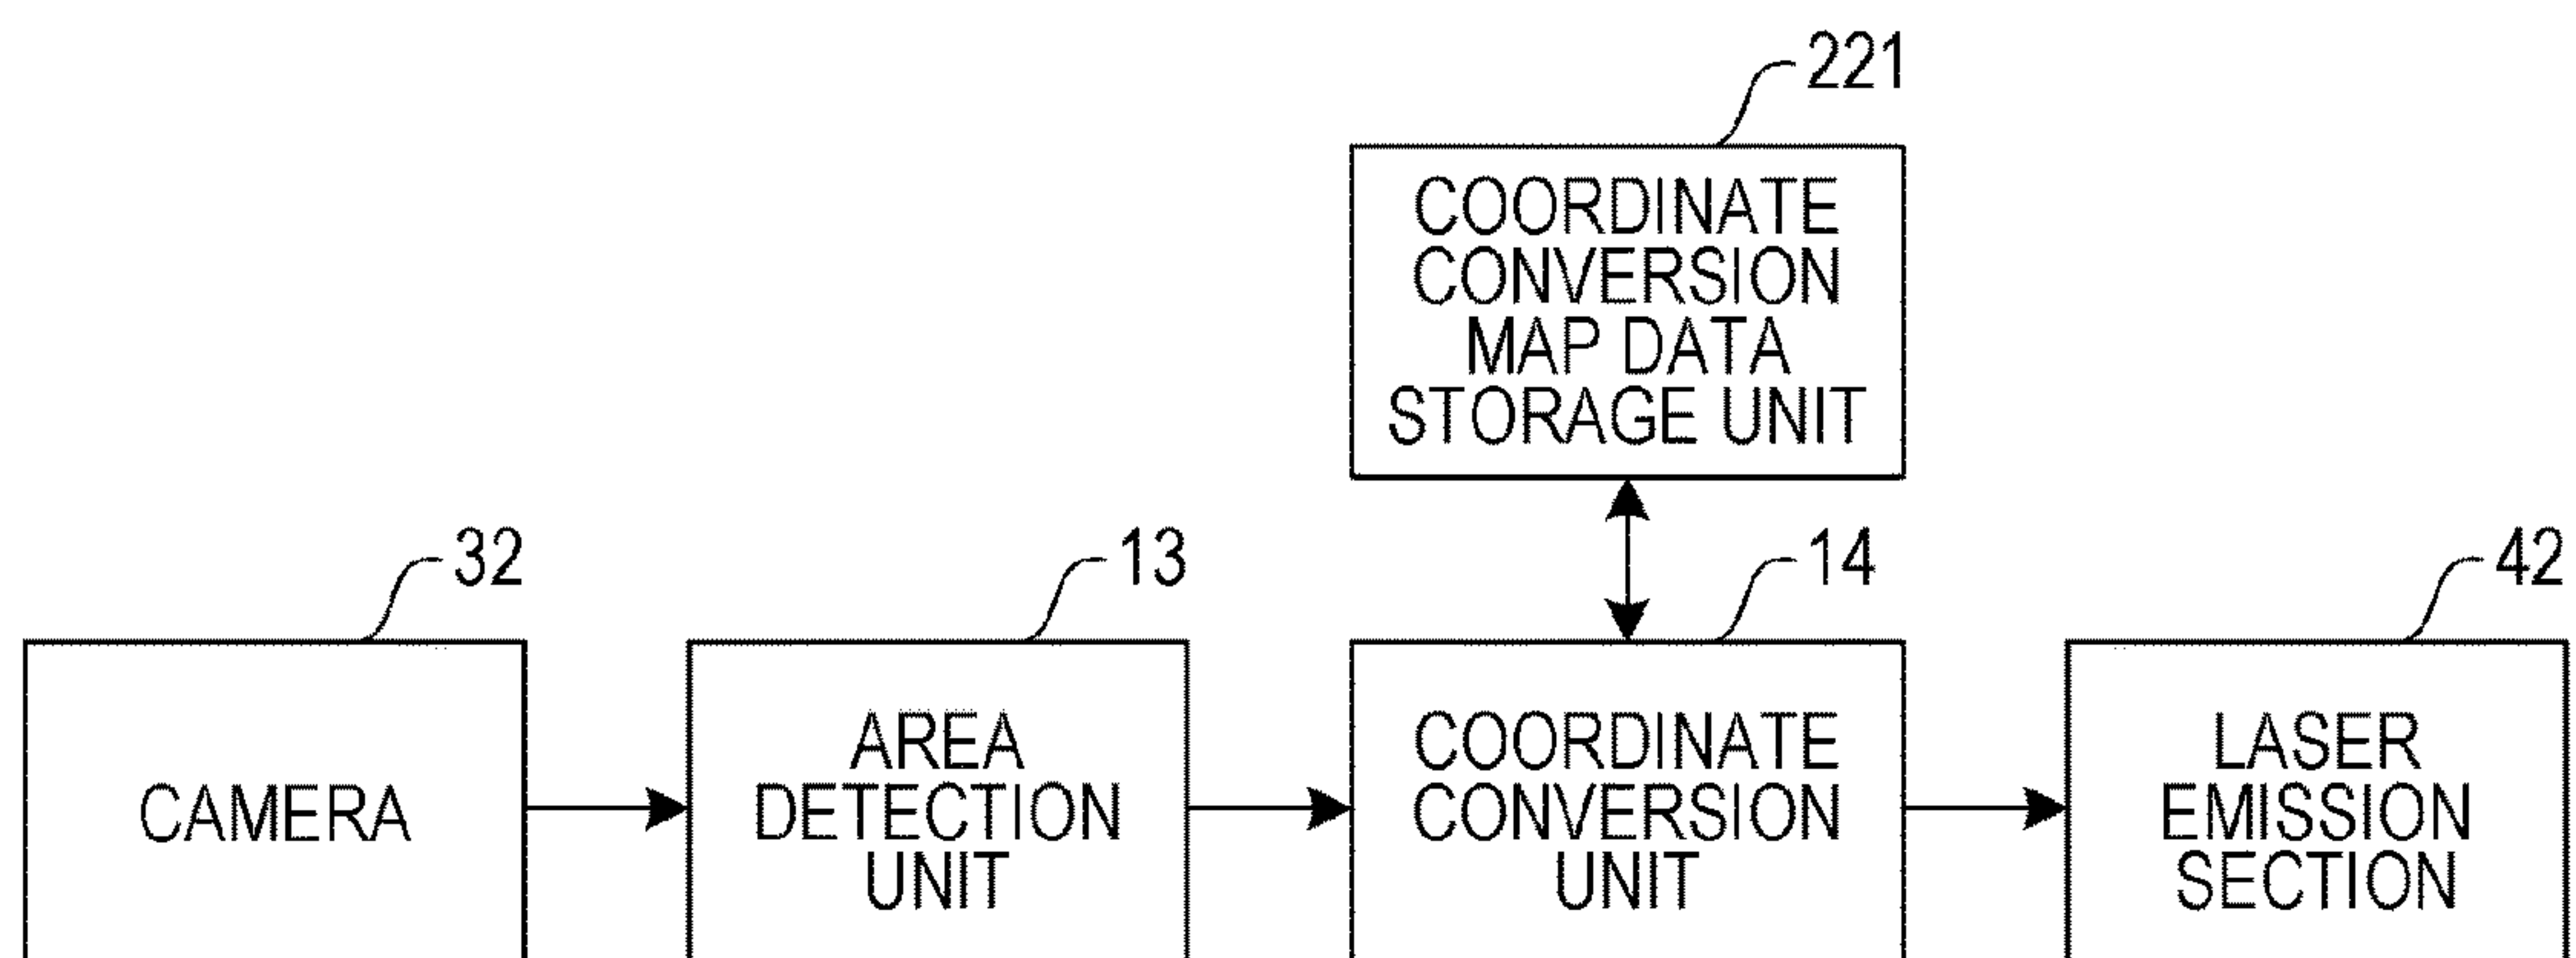 221
COORDINATE
CONVERSION
MAP DATA
STORAGE UNIT
32
13
14
42
CAMERA
AREA
DETECTION
UNIT
COORDINATE
CONVERSION
UNIT
LASER
EMISSION
SECTION